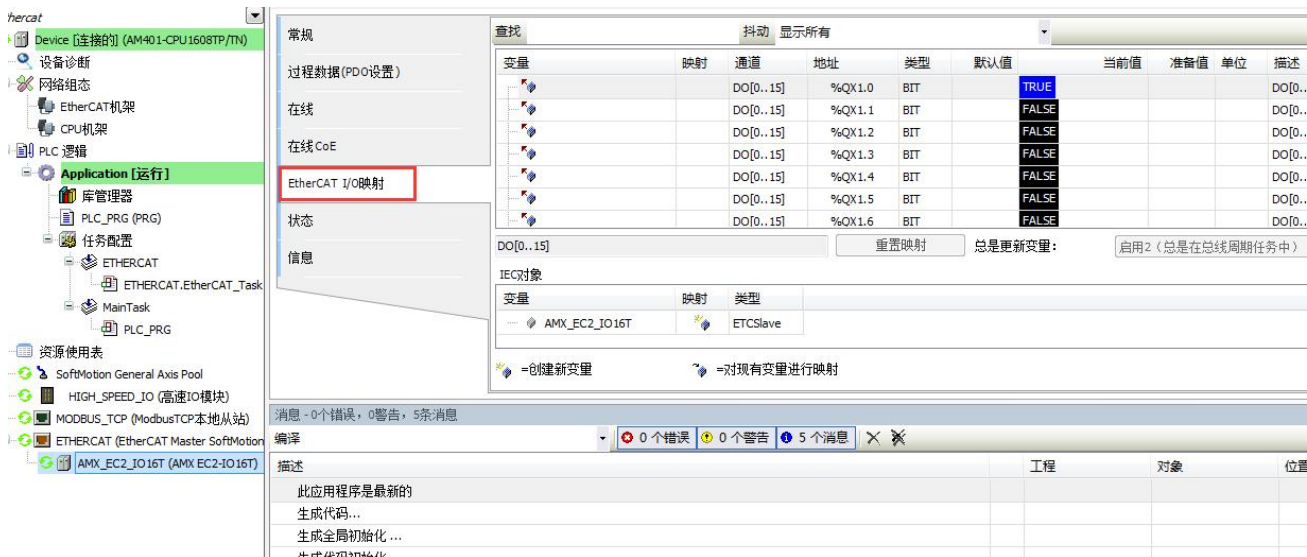 hercat
Device [连接的] (AM401-CPU1608TP/TN)
设备诊断
网络组态
EtherCAT机架
CPU机架
PLC 逻辑
Application [运行]
库管理器
PLC_PRG (PRG)
任务配置
ETHERCAT
ETHERCAT.EtherCAT_Task
MainTask
PLC_PRG
资源使用表
SoftMotion General Axis Pool
HIGH_SPEED_IO (高速IO模块)
MODBUS_TCP (ModbusTCP本地从站)
ETHERCAT (EtherCAT Master SoftMotion
AMX_EC2_IO16T (AMX EC2-IO16T)
常规
过程数据(PDO设置)
在线
在线CoE
EtherCAT I/O映射
状态
信息
查找 抖动 显示所有
变量 映射 通道 地址 类型 默认值 当前值 准备值 单位 描述
DO[0..15] %QX1.0 BIT TRUE DO[0..
DO[0..15] %QX1.1 BIT FALSE DO[0..
DO[0..15] %QX1.2 BIT FALSE DO[0..
DO[0..15] %QX1.3 BIT FALSE DO[0..
DO[0..15] %QX1.4 BIT FALSE DO[0..
DO[0..15] %QX1.5 BIT FALSE DO[0..
DO[0..15] %QX1.6 BIT FALSE DO[0..
DO[0..15] 重置映射 总是更新变量: 启用2（总是在总线周期任务中）
IEC对象
变量 映射 类型
AMX_EC2_IO16T ETCSlave
=创建新变量 =对现有变量进行映射
消息 - 0个错误，0警告，5条消息
编译 0 个错误 0 个警告 5 个消息
描述 工程 对象 位置
此应用程序是最新的
生成代码...
生成全局初始化 ...
生成代码初始化